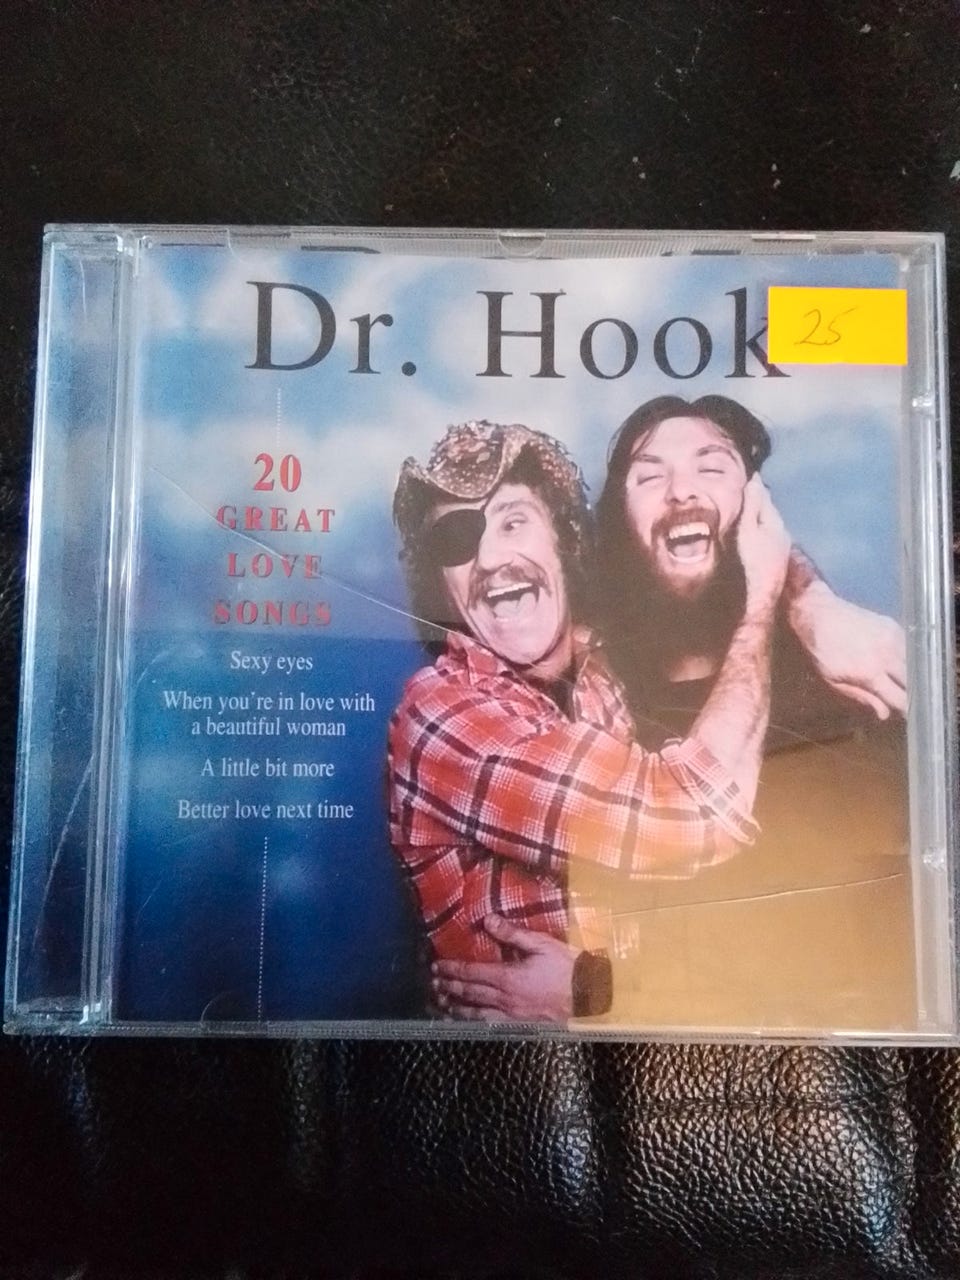 Dr. Hook
25
20
GREAT
LOVE
SONGS
Sexy eyes
When you're in love with
a beautiful woman
A little bit more
Better love next time